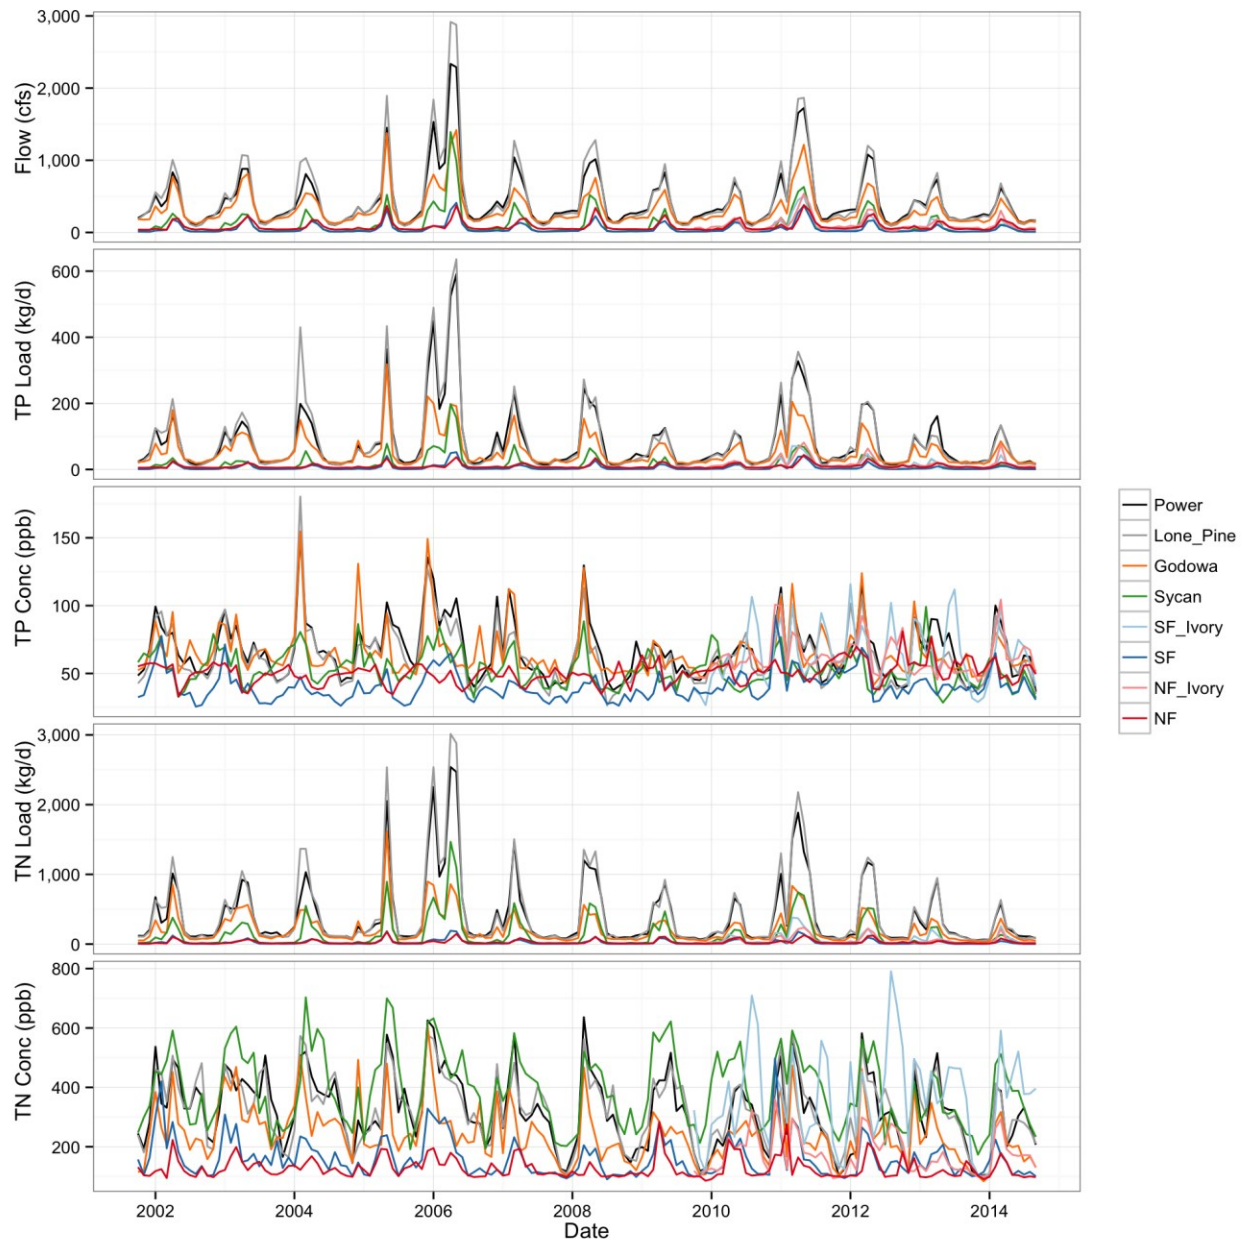 3,000
2,000
1,000
0
Flow (cfs)
600
400
200
0
TP Load (kg/d)
150
100
50
TP Conc (ppb)
3,000
2,000
1,000
0
TN Load (kg/d)
800
600
400
200
TN Conc (ppb)
2002 2004 2006 2008 2010 2012 2014
Date
Power
Lone_Pine
Godowa
Sycan
SF_Ivory
SF
NF_Ivory
NF